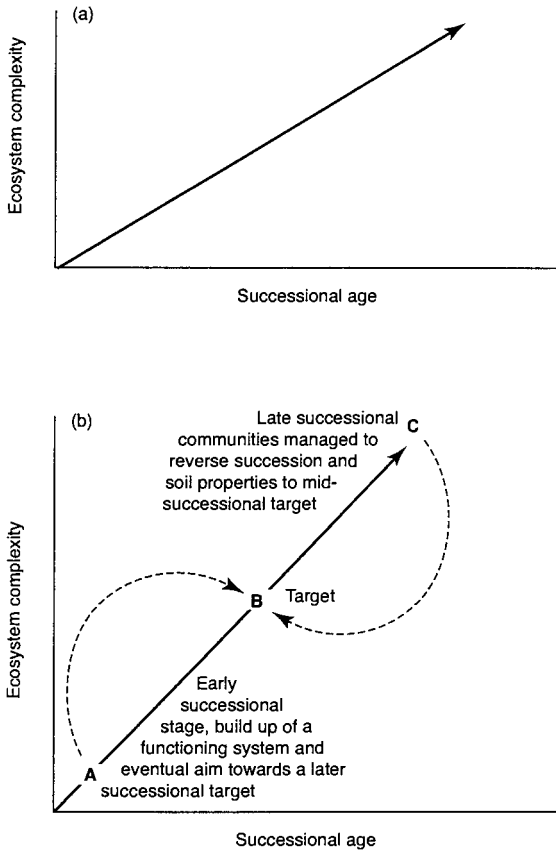 (a)
Ecosystem complexity
Successional age
(b)
Ecosystem complexity
Late successional
communities managed to
reverse succession and
soil properties to mid-
successional target
C
B
Target
Early
successional
stage, build up of a
functioning system and
eventual aim towards a later
successional target
A
Successional age